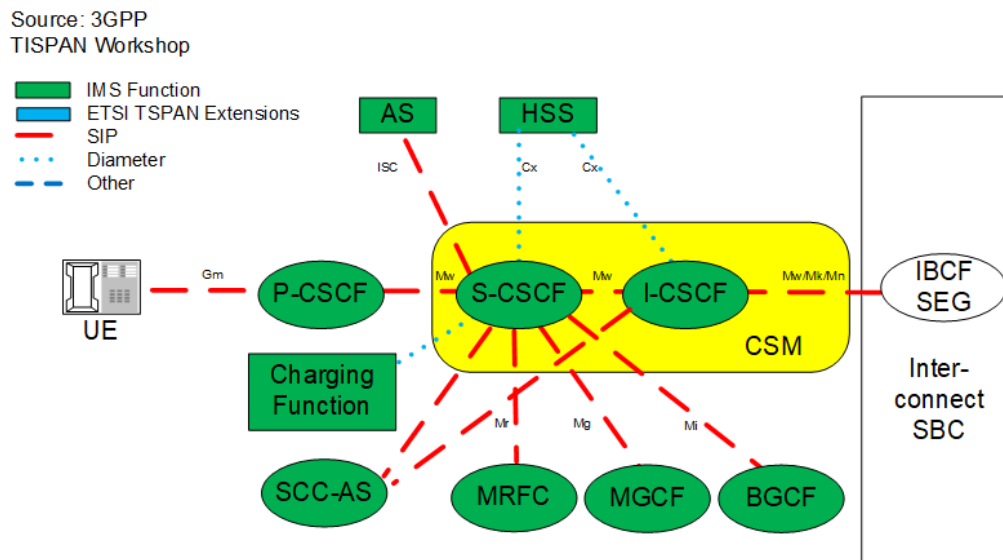 Source: 3GPP
TISPAN Workshop
IMS Function
ETSI TSPAN Extensions
SIP
Diameter
Other
AS
HSS
ISC
Cx
Cx
Gm
Mw
Mw
Mw/Mk/Mn
UE
P-CSCF
S-CSCF
I-CSCF
IBCF
SEG
CSM
Charging
Function
Inter-
connect
SBC
Mr
Mg
Mi
SCC-AS
MRFC
MGCF
BGCF